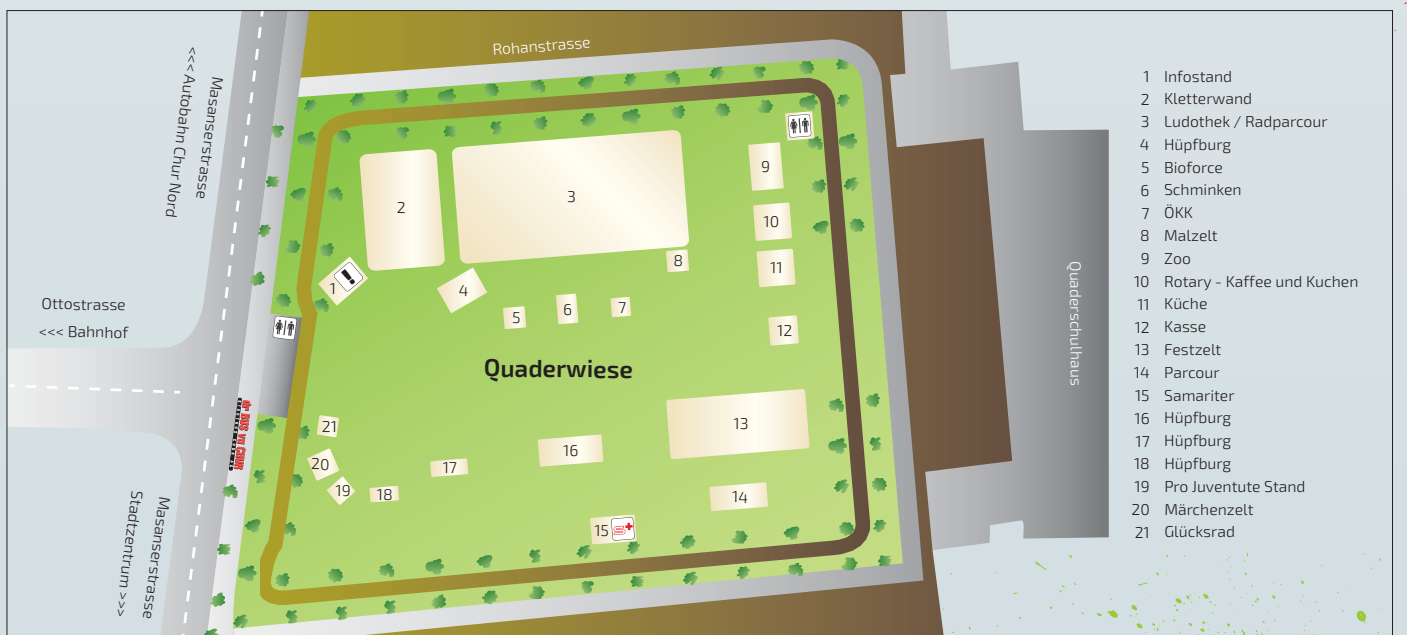 Rohanstrasse
Masanserstrasse
<<< Autobahn Chur Nord
Ottostrasse
<<< Bahnhof
Masanserstrasse
Stadtzentrum >>>
dr BUS vu CHUR
Quaderwiese
Quaderschulhaus
1
2
3
4
5
6
7
8
9
10
11
12
13
14
15
16
17
18
19
20
21
1 Infostand
2 Kletterwand
3 Ludothek / Radparcour
4 Hüpfburg
5 Bioforce
6 Schminken
7 ÖKK
8 Malzelt
9 Zoo
10 Rotary - Kaffee und Kuchen
11 Küche
12 Kasse
13 Festzelt
14 Parcour
15 Samariter
16 Hüpfburg
17 Hüpfburg
18 Hüpfburg
19 Pro Juventute Stand
20 Märchenzelt
21 Glücksrad